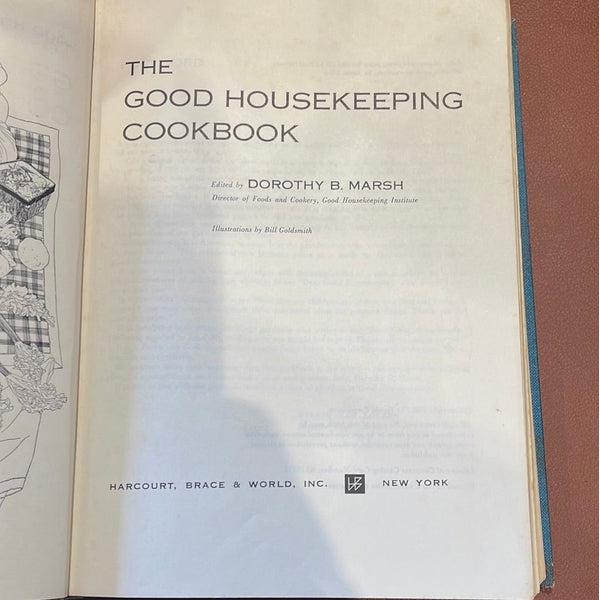 THE
GOOD HOUSEKEEPING
COOKBOOK
Edited by DOROTHY B. MARSH
Director of Foods and Cookery, Good Housekeeping Institute
Illustrations by Bill Goldsmith
HARCOURT, BRACE & WORLD, INC. NEW YORK